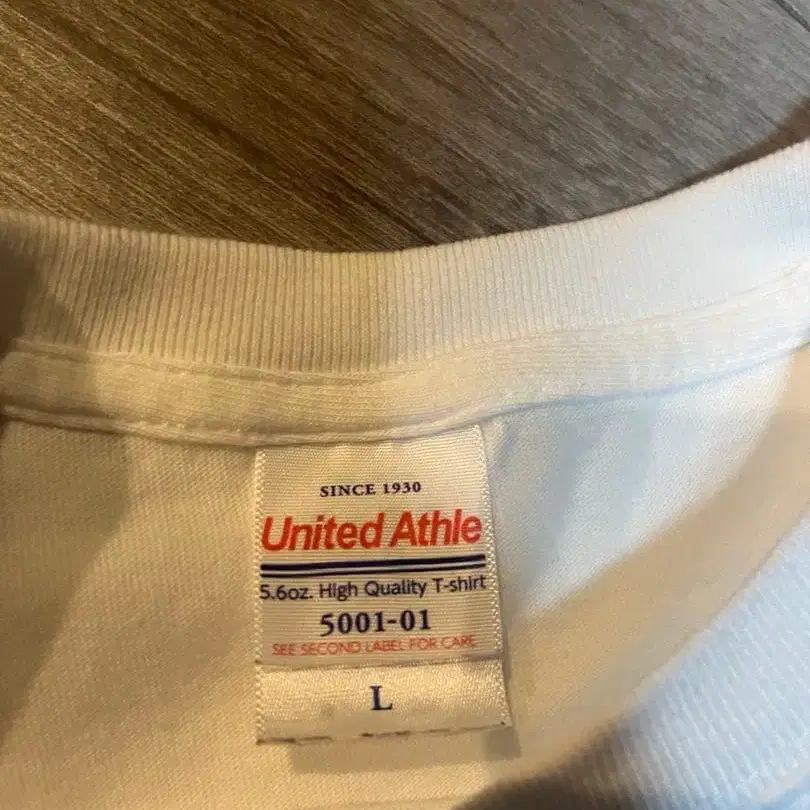 SINCE 1930
United Athle
5.6oz. High Quality T-shirt
5001-01
SEE SECOND LABEL FOR CARE
L